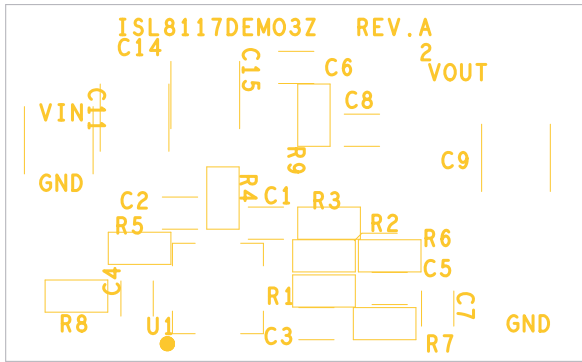 ISL8117DEMO3Z REV.A
2
C14
C15
C6
VOUT
VIN
C11
C8
R9
C9
GND
R4
C2
C1
R3
R5
R2
R6
C4
C5
R1
C7
R8
U1
C3
R7
GND